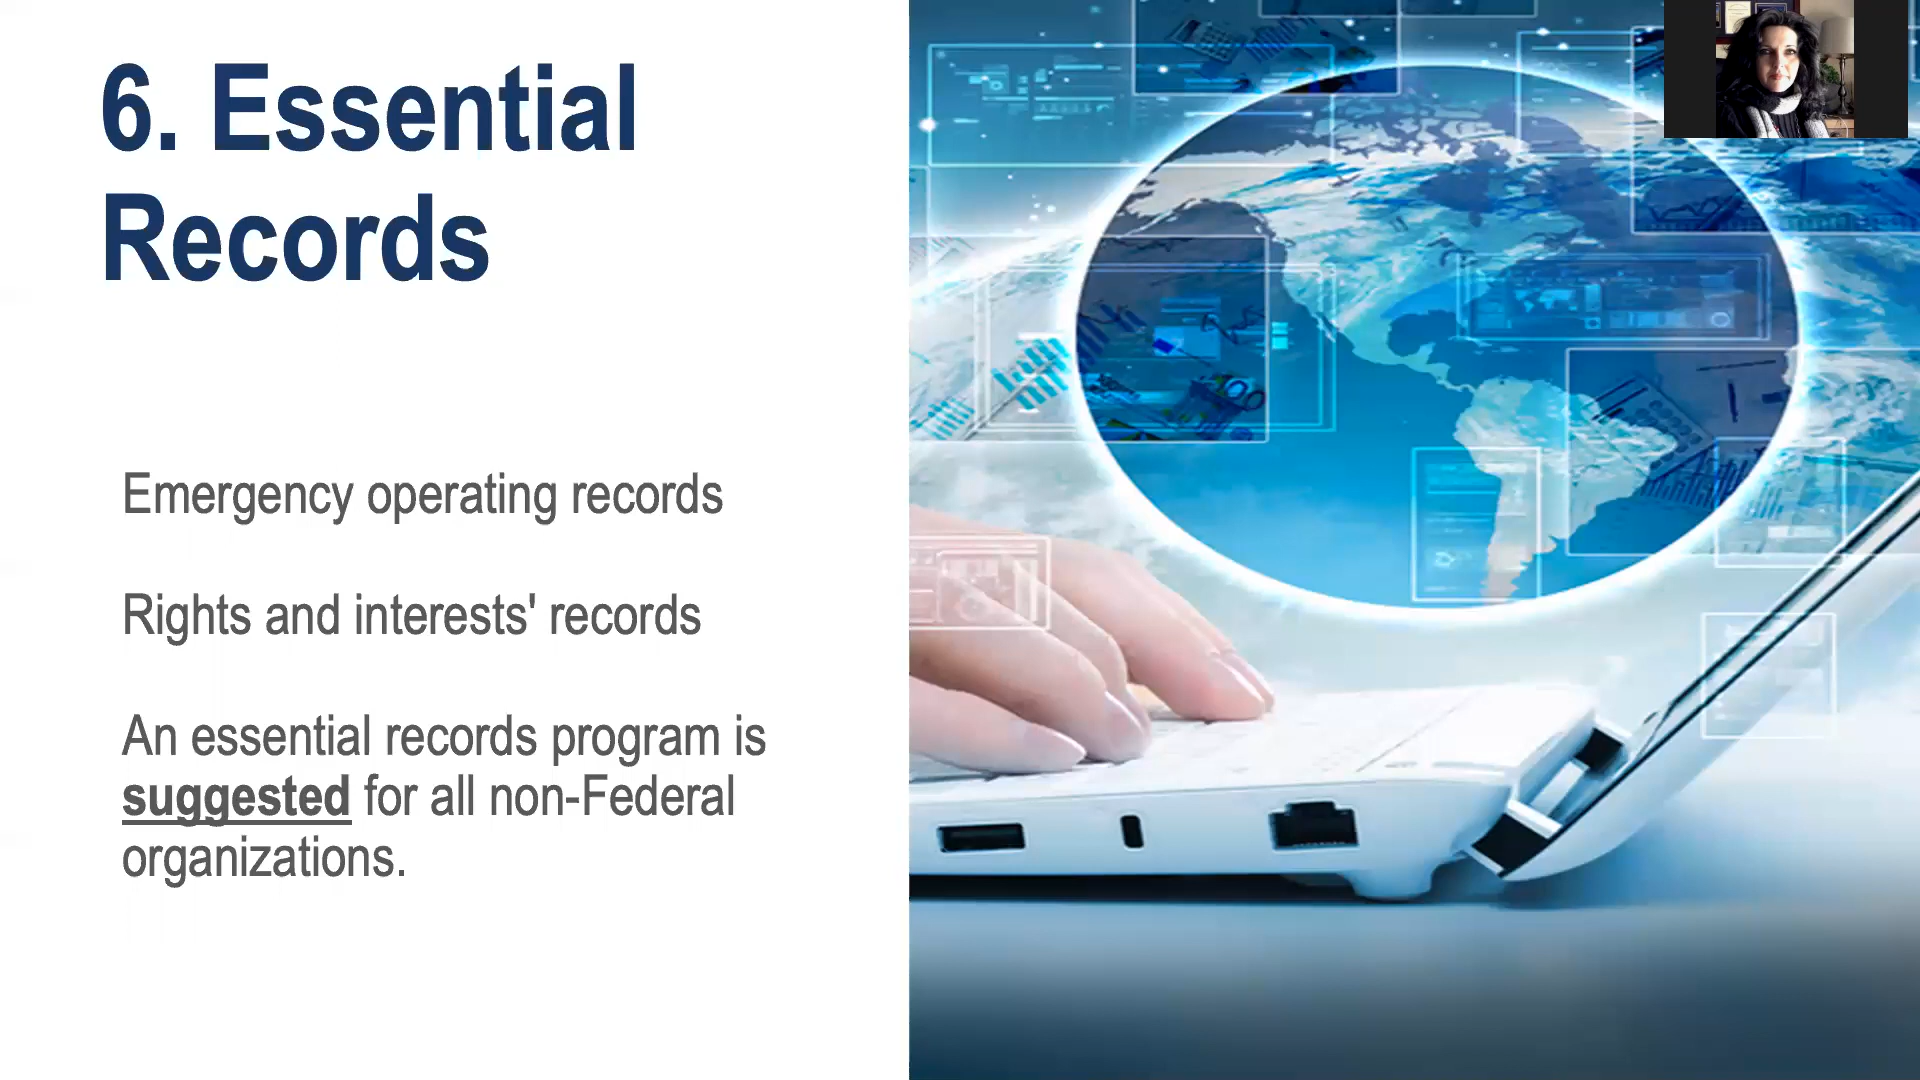 6. Essential
Records
Emergency operating records
Rights and interests' records
An essential records program is
suggested for all non-Federal
organizations.